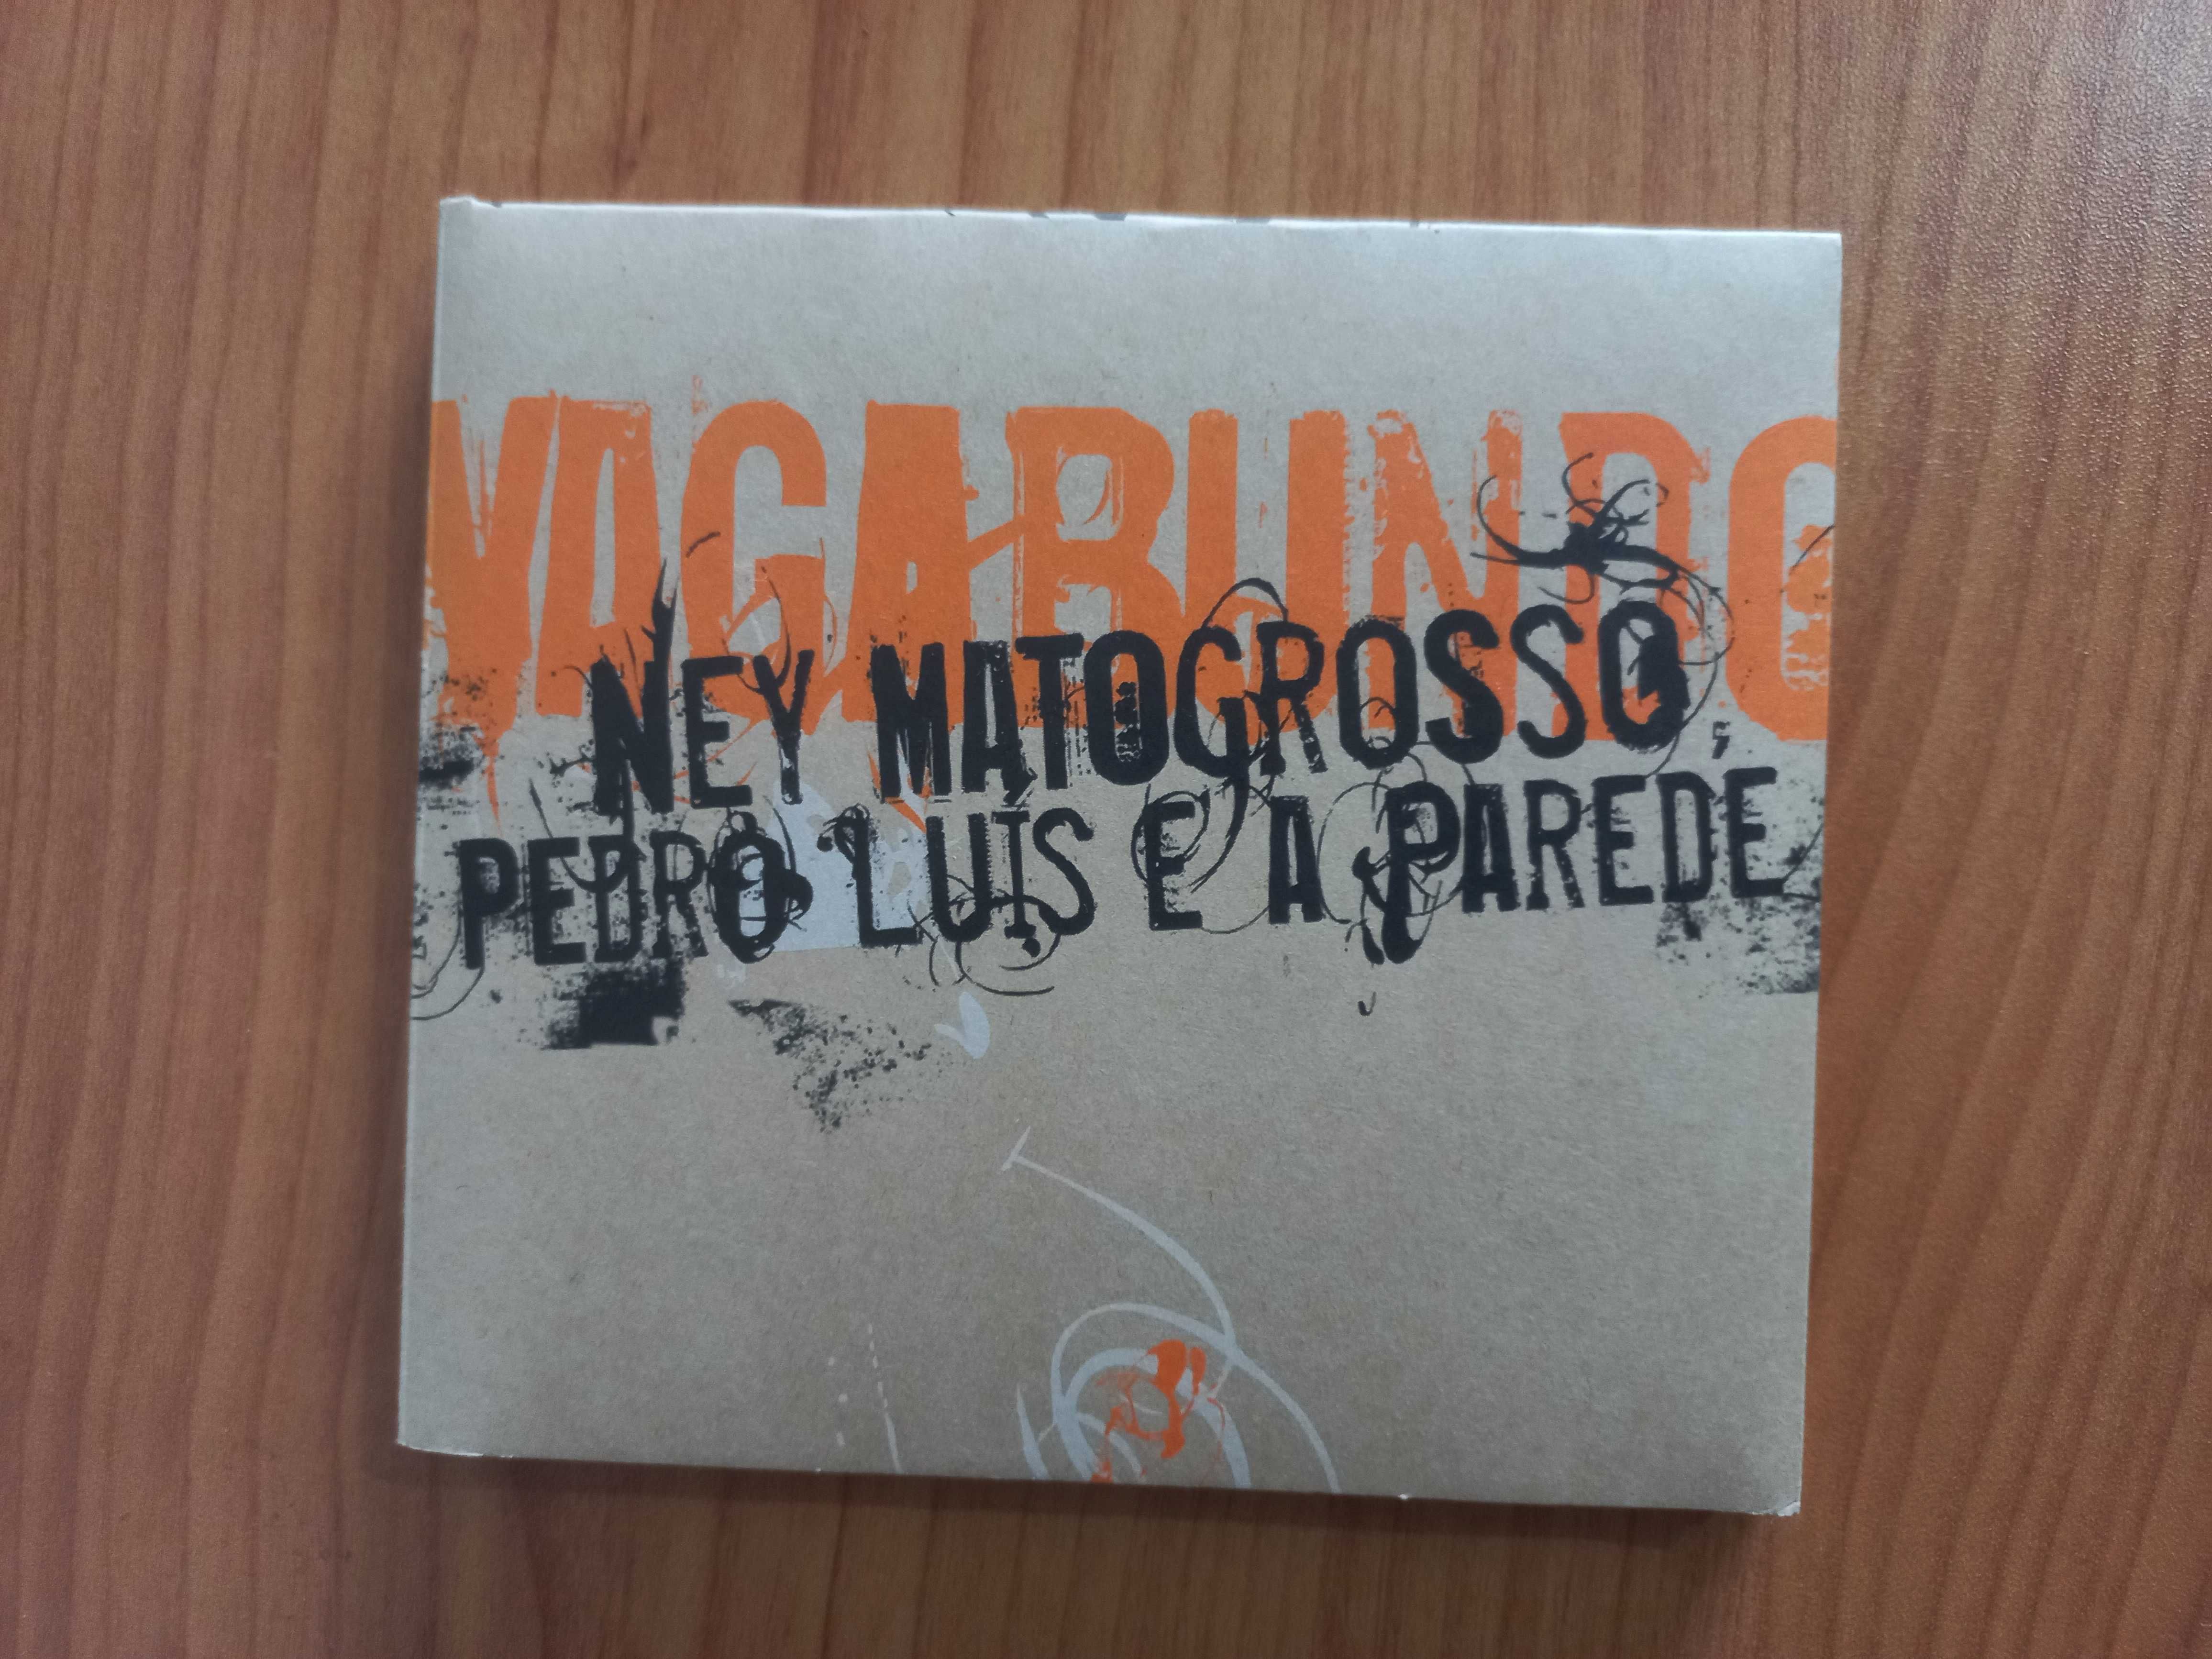 VAGABUNDO
NEY MATOGROSSO,
PEDRO LUÍS E A PAREDE